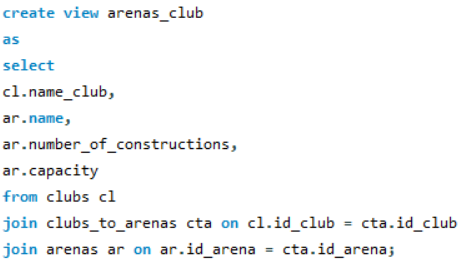 create view arenas_club
as
select
cl.name_club,
ar.name,
ar.number_of_constructions,
ar.capacity
from clubs cl
join clubs_to_arenas cta on cl.id_club = cta.id_club
join arenas ar on ar.id_arena = cta.id_arena;